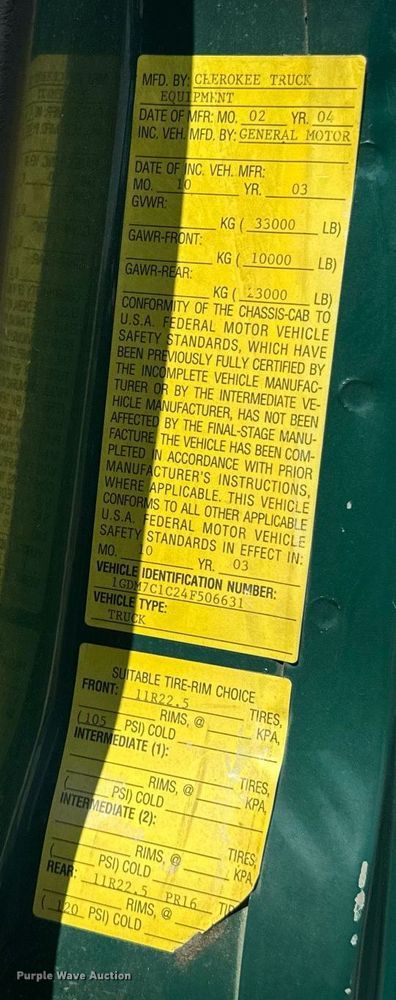 MFD. BY: CHEROKEE TRUCK
EQUIPMENT
DATE OF MFR: MO. 02 YR. 04
INC. VEH. MFD. BY: GENERAL MOTOR
DATE OF INC. VEH. MFR:
MO. 10 YR. 03
GVWR:
KG ( 33000 LB)
GAWR-FRONT:
KG ( 10000 LB)
GAWR-REAR:
KG ( 23000 LB)
CONFORMITY OF THE CHASSIS-CAB TO
U.S.A. FEDERAL MOTOR VEHICLE
SAFETY STANDARDS, WHICH HAVE
BEEN PREVIOUSLY FULLY CERTIFIED BY
THE INCOMPLETE VEHICLE MANUFAC-
TURER OR BY THE INTERMEDIATE VE-
HICLE MANUFACTURER, HAS NOT BEEN
AFFECTED BY THE FINAL-STAGE MANU-
FACTURE. THE VEHICLE HAS BEEN COM-
PLETED IN ACCORDANCE WITH PRIOR
MANUFACTURER'S INSTRUCTIONS,
WHERE APPLICABLE. THIS VEHICLE
CONFORMS TO ALL OTHER APPLICABLE
U.S.A. FEDERAL MOTOR VEHICLE
SAFETY STANDARDS IN EFFECT IN:
MO. 10 YR. 03
VEHICLE IDENTIFICATION NUMBER:
1GDM7C1C24F506631
VEHICLE TYPE:
TRUCK
SUITABLE TIRE-RIM CHOICE
FRONT: 11R22.5 TIRES,
RIMS, @ KPA,
(105 PSI) COLD
INTERMEDIATE (1):
TIRES,
RIMS, @ KPA,
( PSI) COLD
INTERMEDIATE (2):
TIRES,
RIMS, @ KPA,
( PSI) COLD
REAR: 11R22.5 PR16 TIR
RIMS, @
( 120 PSI) COLD
Purple Wave Auction